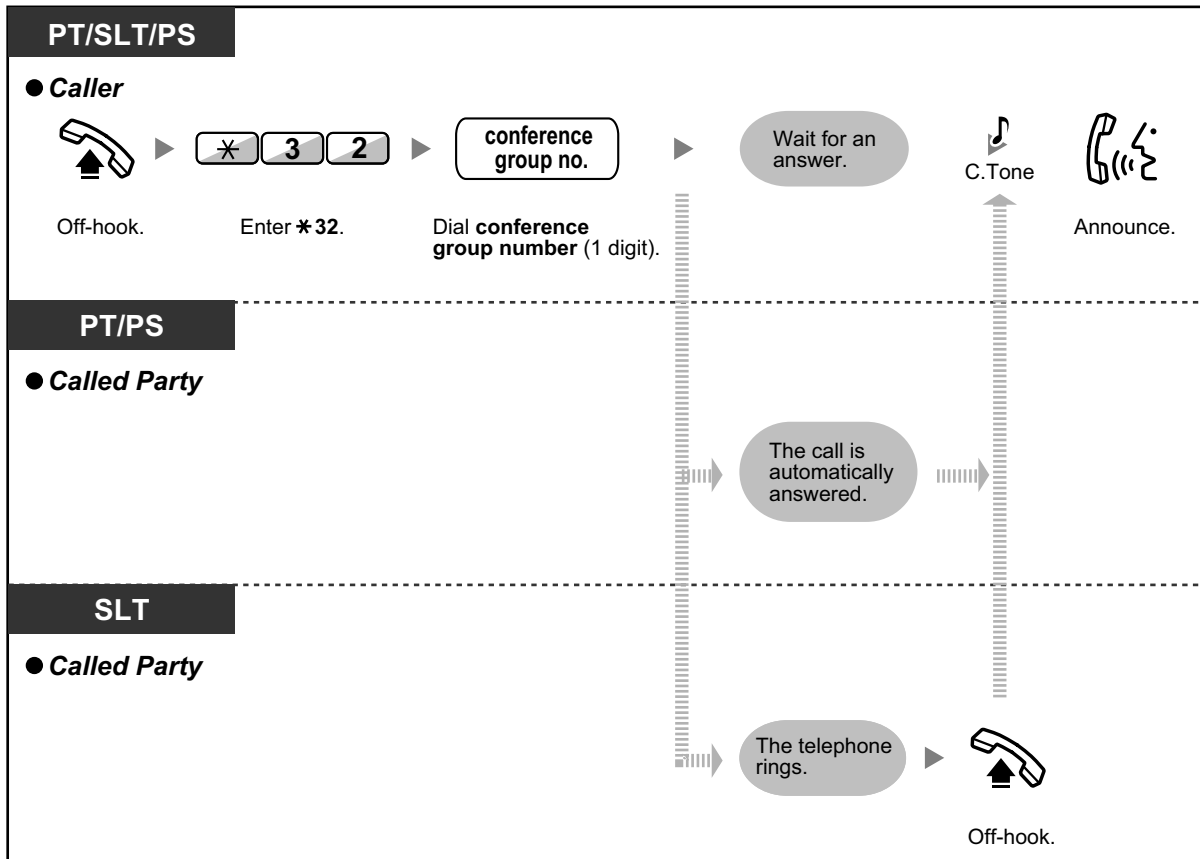 PT/SLT/PS
● Caller
✳ 3 2
conference
group no.
Wait for an
answer.
C.Tone
Off-hook.
Enter ✳32.
Dial conference
group number (1 digit).
Announce.
PT/PS
● Called Party
The call is
automatically
answered.
SLT
● Called Party
The telephone
rings.
Off-hook.